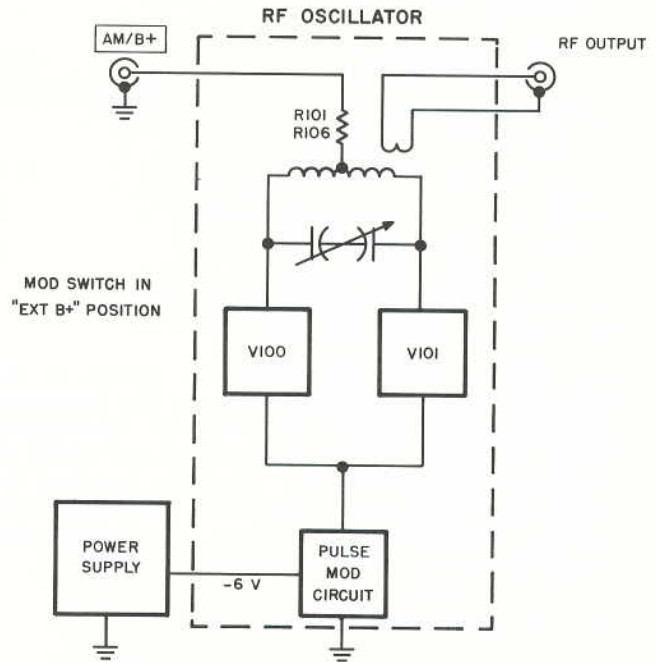 RF OSCILLATOR
AM/B+
RF OUTPUT
R101
R106
MOD SWITCH IN
"EXT B+" POSITION
V100
V101
POWER
SUPPLY
-6 V
PULSE
MOD
CIRCUIT